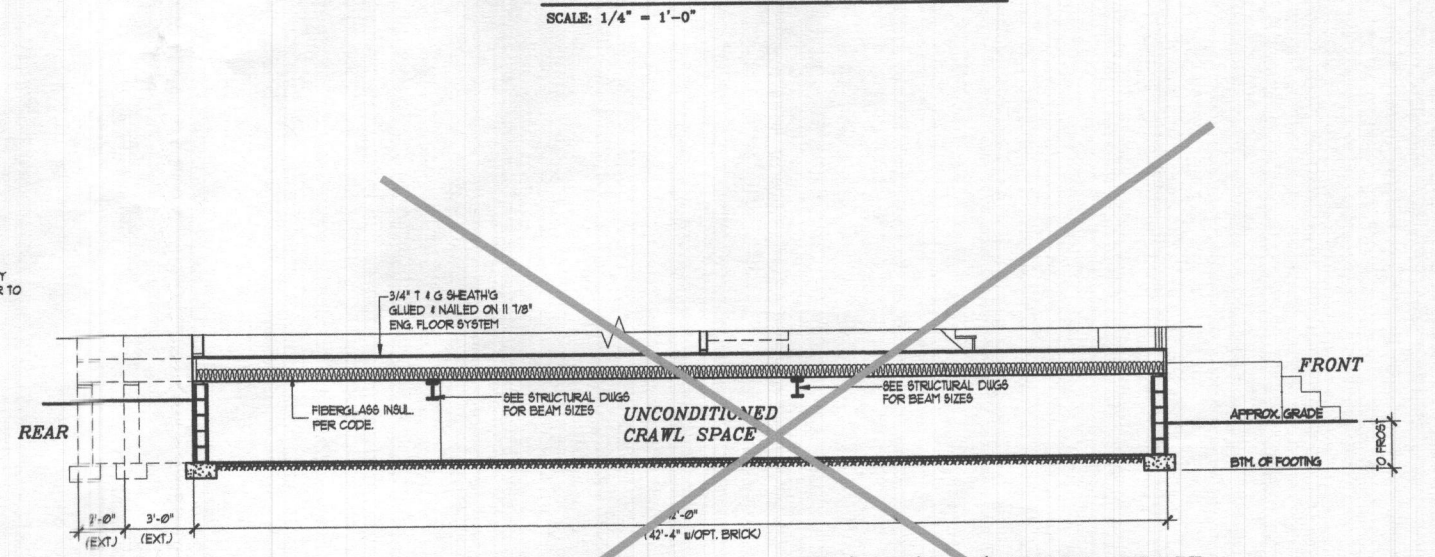 SCALE: 1/4" = 1'-0"
R TO
3/4" T & G SHEATH'G
GLUED & NAILED ON 11 7/8"
ENG. FLOOR SYSTEM
FRONT
SEE STRUCTURAL DWGS
FOR BEAM SIZES
SEE STRUCTURAL DWGS
FOR BEAM SIZES
FIBERGLASS INSUL.
PER CODE.
UNCONDITIONED
CRAWL SPACE
APPROX. GRADE
REAR
TO FROST
BTM. OF FOOTING
3'-0"
(EXT.)
(EXT.)
(42'-4" W/OPT. BRICK)